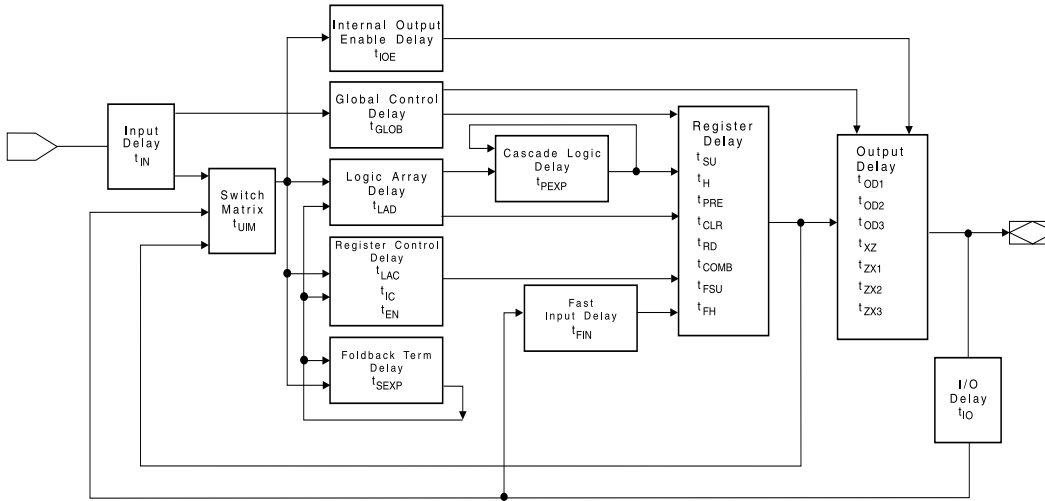 Internal Output
Enable Delay
tIOE
Global Control
Delay
tGLOB
Input
Delay
tIN
Switch
Matrix
tUIM
Logic Array
Delay
tLAD
Cascade Logic
Delay
tPEXP
Register Control
Delay
tLAC
tIC
tEN
Foldback Term
Delay
tSEXP
Fast
Input Delay
tFIN
Register
Delay
tSU
tH
tPRE
tCLR
tRD
tCOMB
tFSU
tFH
Output
Delay
tOD1
tOD2
tOD3
tXZ
tZX1
tZX2
tZX3
I/O
Delay
tIO